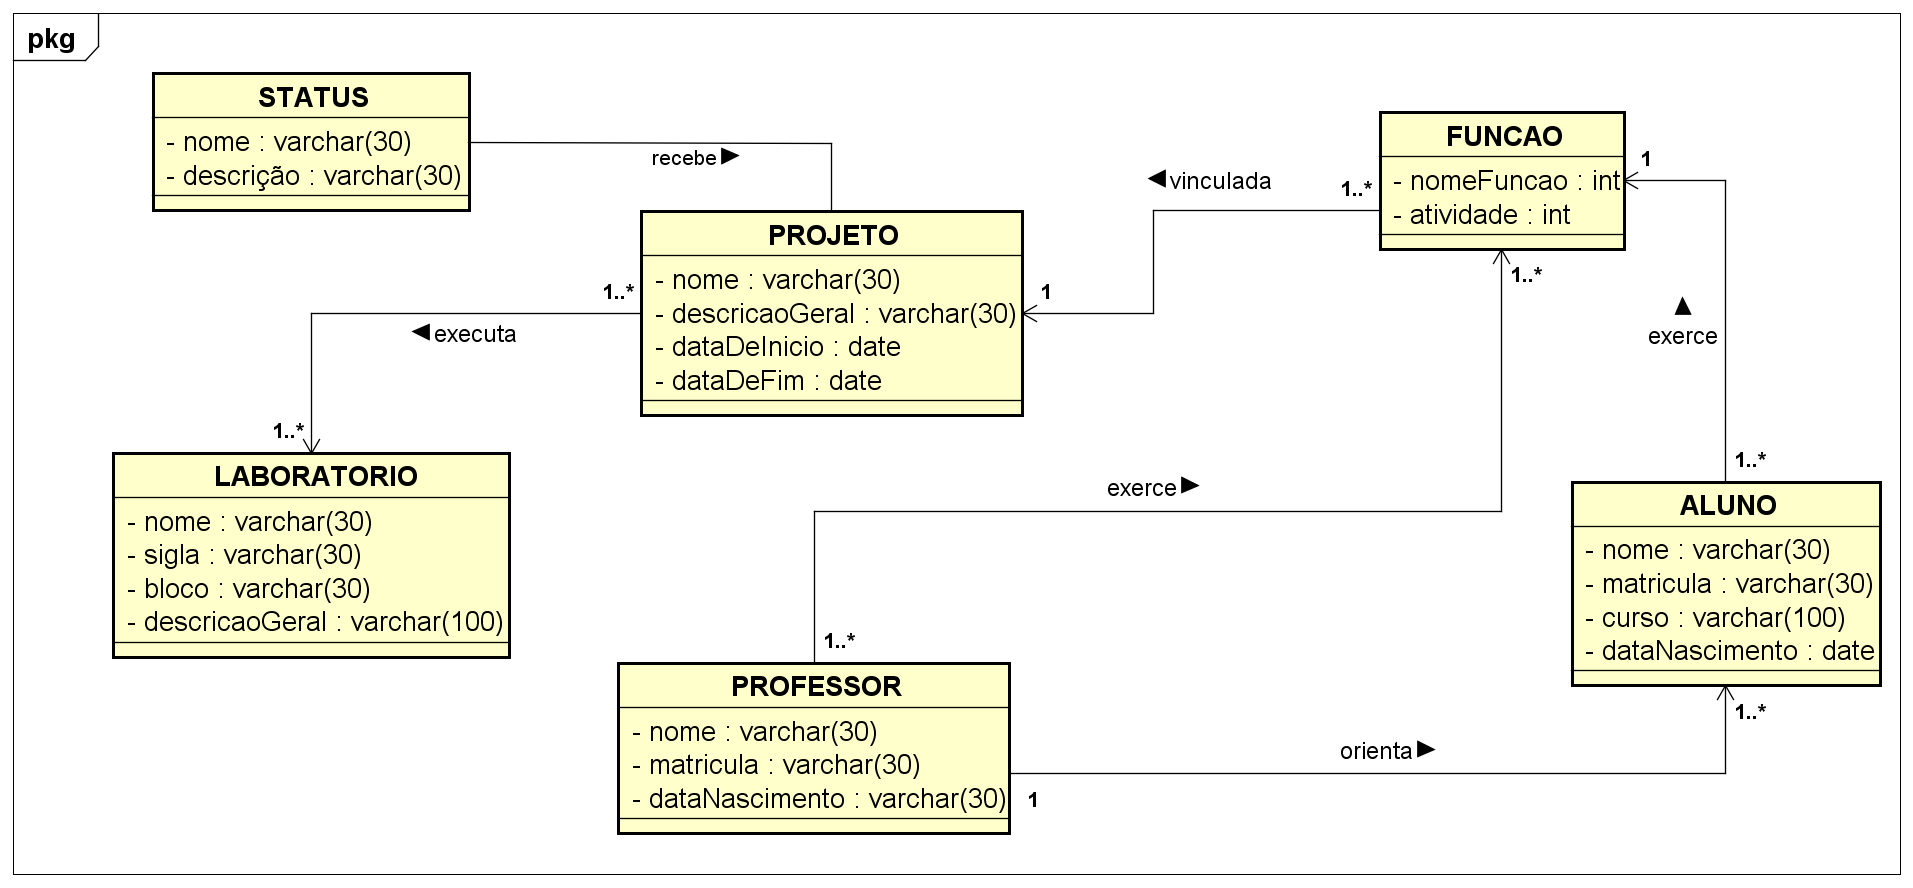 pkg
STATUS
- nome : varchar(30)
- descrição : varchar(30)
recebe
PROJETO
- nome : varchar(30)
- descricaoGeral : varchar(30)
- dataDeInicio : date
- dataDeFim : date
vinculada
1..*
1
FUNCAO
- nomeFuncao : int
- atividade : int
1
1..*
exerce
1..*
1..*
executa
1..*
LABORATORIO
- nome : varchar(30)
- sigla : varchar(30)
- bloco : varchar(30)
- descricaoGeral : varchar(100)
exerce
1..*
PROFESSOR
- nome : varchar(30)
- matricula : varchar(30)
- dataNascimento : varchar(30)
1
orienta
1..*
ALUNO
- nome : varchar(30)
- matricula : varchar(30)
- curso : varchar(100)
- dataNascimento : date